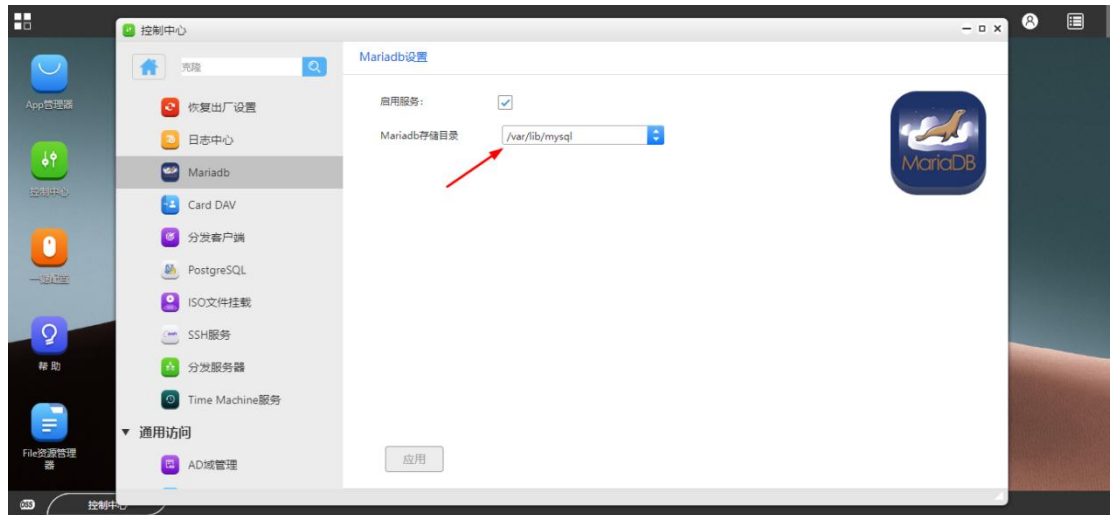 控制中心
App管理器
控制中心
一键配置
帮助
File资源管理
器
克隆
恢复出厂设置
日志中心
Mariadb
Card DAV
分发客户端
PostgreSQL
ISO文件挂载
SSH服务
分发服务器
Time Machine服务
通用访问
AD域管理
Mariadb设置
启用服务:
Mariadb存储目录
/var/lib/mysql
MariaDB
应用
控制中心